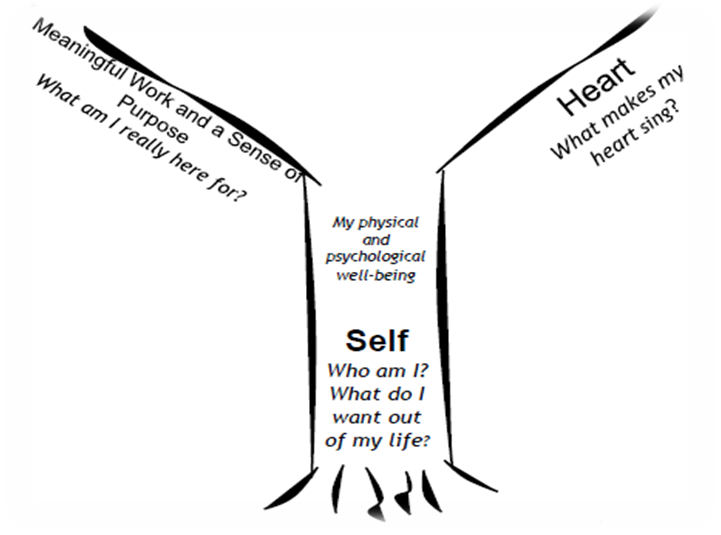 Meaningful Work and a Sense of
Purpose
What am I really here for?
Heart
What makes my
heart sing?
My physical
and
psychological
well-being
Self
Who am I?
What do I
want out
of my life?